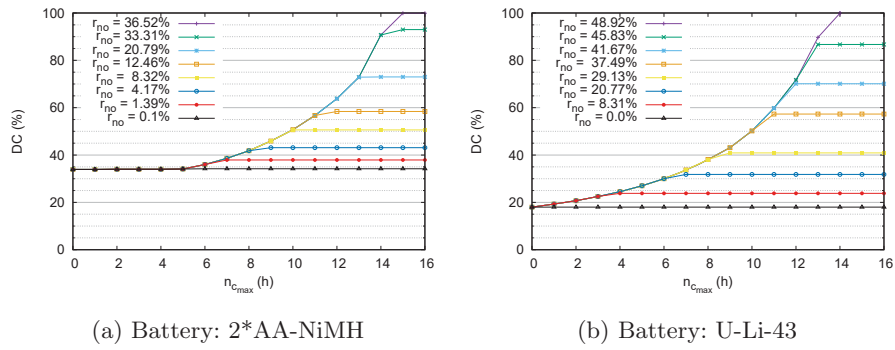 r_no = 36.52%
r_no = 33.31%
r_no = 20.79%
r_no = 12.46%
r_no = 8.32%
r_no = 4.17%
r_no = 1.39%
r_no = 0.1%
DC (%)
100
80
60
40
20
0
0 2 4 6 8 10 12 14 16
n_c_max (h)
(a) Battery: 2*AA-NiMH
r_no = 48.92%
r_no = 45.83%
r_no = 41.67%
r_no = 37.49%
r_no = 29.13%
r_no = 20.77%
r_no = 8.31%
r_no = 0.0%
DC (%)
100
80
60
40
20
0
0 2 4 6 8 10 12 14 16
n_c_max (h)
(b) Battery: U-Li-43